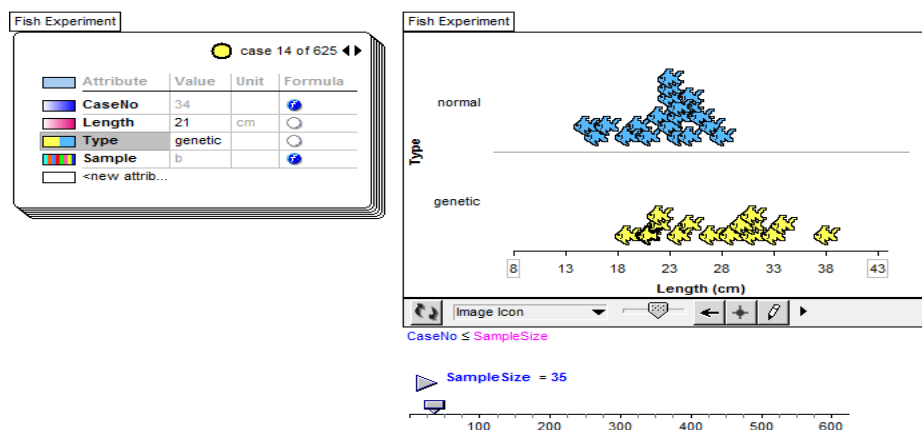 Fish Experiment
case 14 of 625
Attribute Value Unit Formula
CaseNo 34
Length 21 cm
Type genetic
Sample b
<new attrib...
Fish Experiment
normal
Type
genetic
8 13 18 23 28 33 38 43
Length (cm)
Image Icon
CaseNo ≤ SampleSize
SampleSize = 35
100 200 300 400 500 600